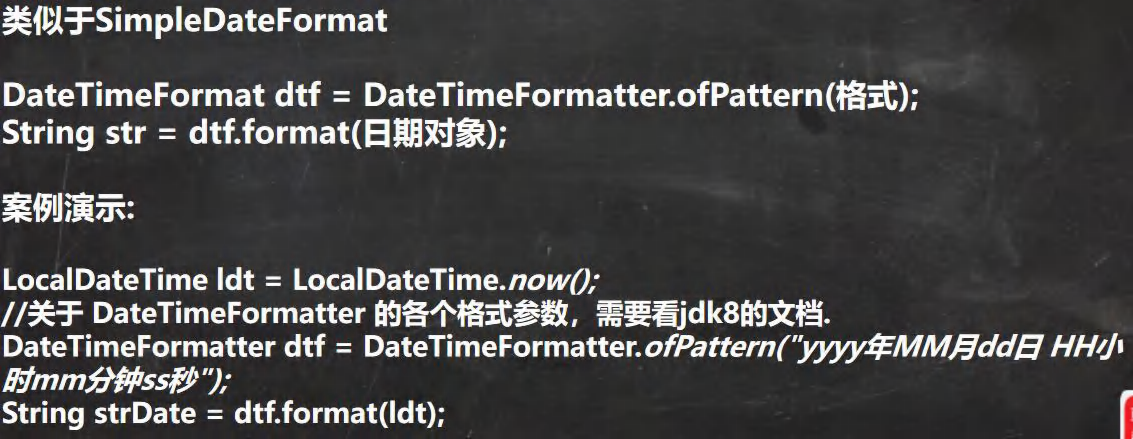 类似于SimpleDateFormat
DateTimeFormat dtf = DateTimeFormatter.ofPattern(格式);
String str = dtf.format(日期对象);
案例演示:
LocalDateTime ldt = LocalDateTime.now();
//关于 DateTimeFormatter 的各个格式参数，需要看jdk8的文档.
DateTimeFormatter dtf = DateTimeFormatter.ofPattern("yyyy年MM月dd日 HH小
时mm分钟ss秒");
String strDate = dtf.format(ldt);